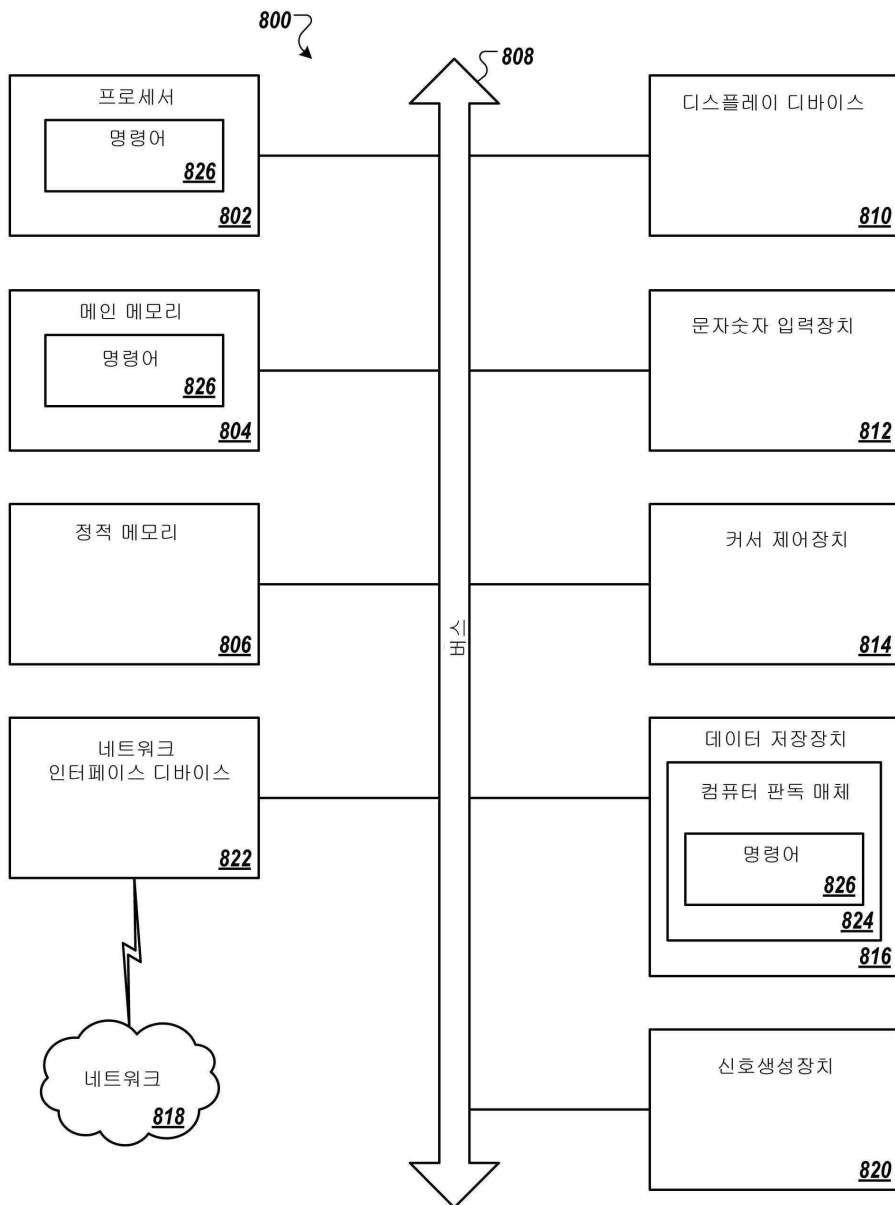 800
808
프로세서
명령어
826
802
디스플레이 디바이스
810
메인 메모리
명령어
826
804
문자숫자 입력장치
812
정적 메모리
806
커서 제어장치
814
버스
네트워크
인터페이스 디바이스
822
데이터 저장장치
컴퓨터 판독 매체
명령어
826
824
816
네트워크
818
신호생성장치
820